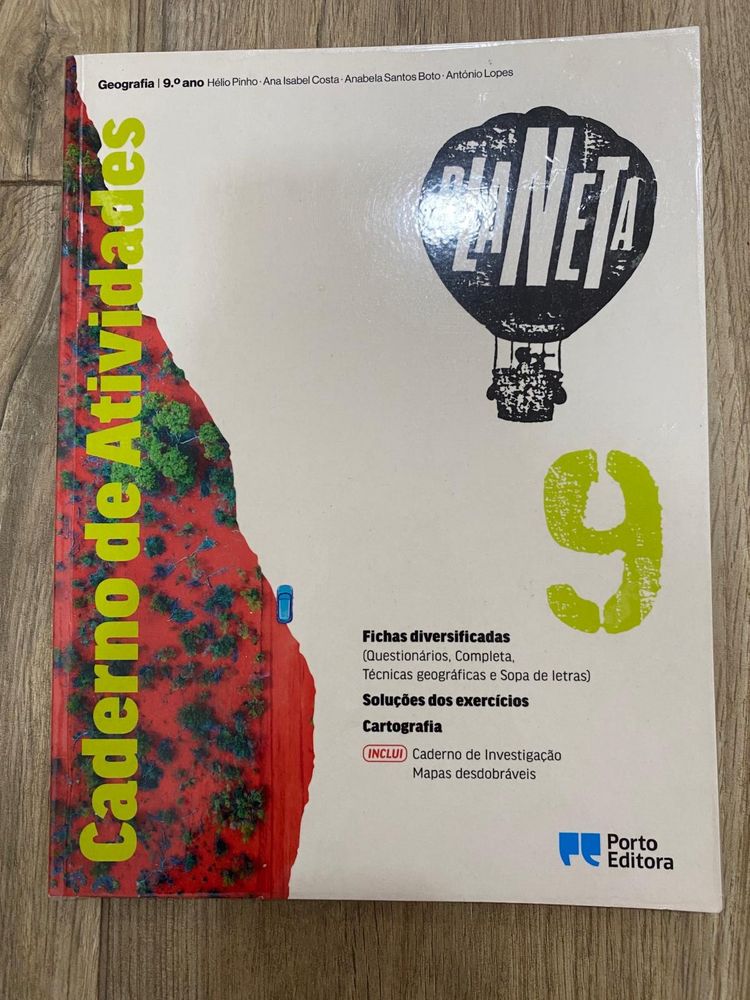 Geografia | 9.º ano Hélio Pinho · Ana Isabel Costa · Anabela Santos Boto · António Lopes
Caderno de Atividades
PLANETA
9
Fichas diversificadas
(Questionários, Completa,
Técnicas geográficas e Sopa de letras)
Soluções dos exercícios
Cartografia
INCLUI Caderno de Investigação
Mapas desdobráveis
Porto
Editora